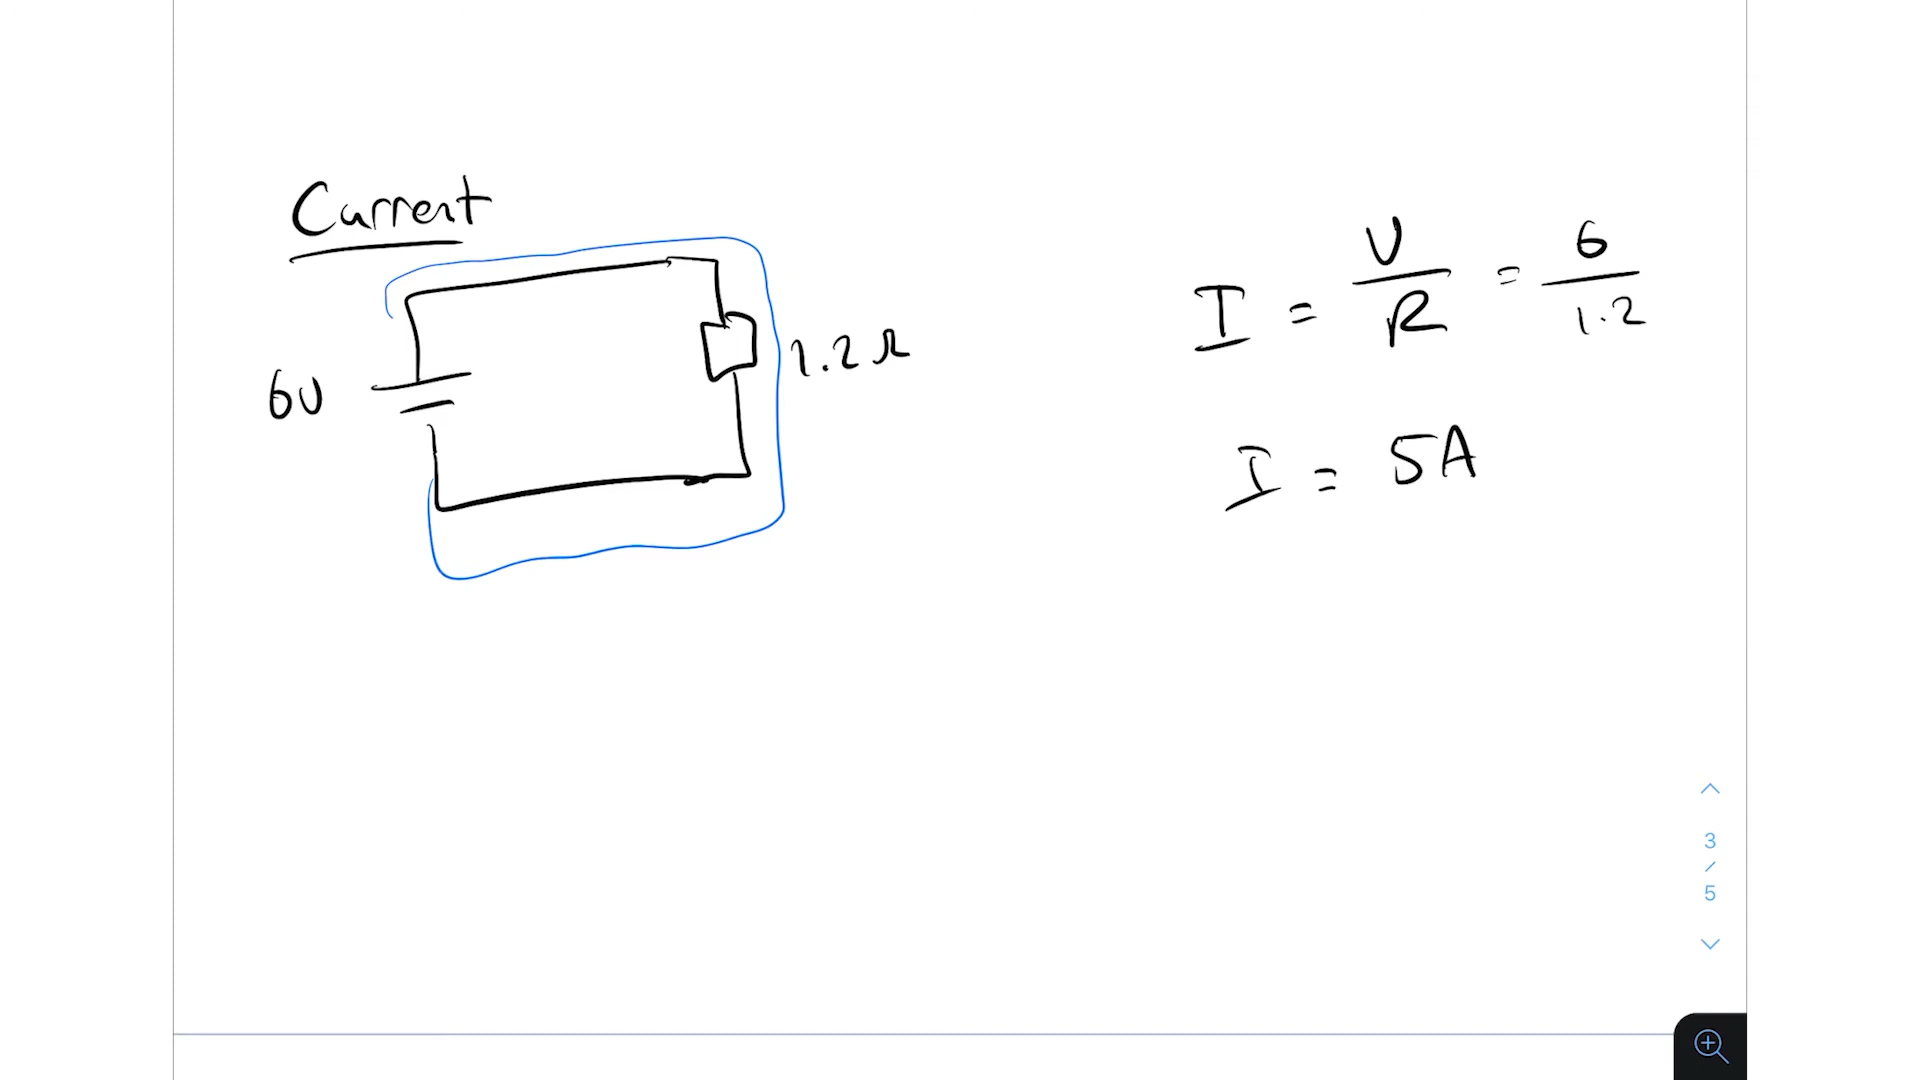 Current
6V
1.2Ω
I = V/R = 6/1.2
I = 5A
3
/
5